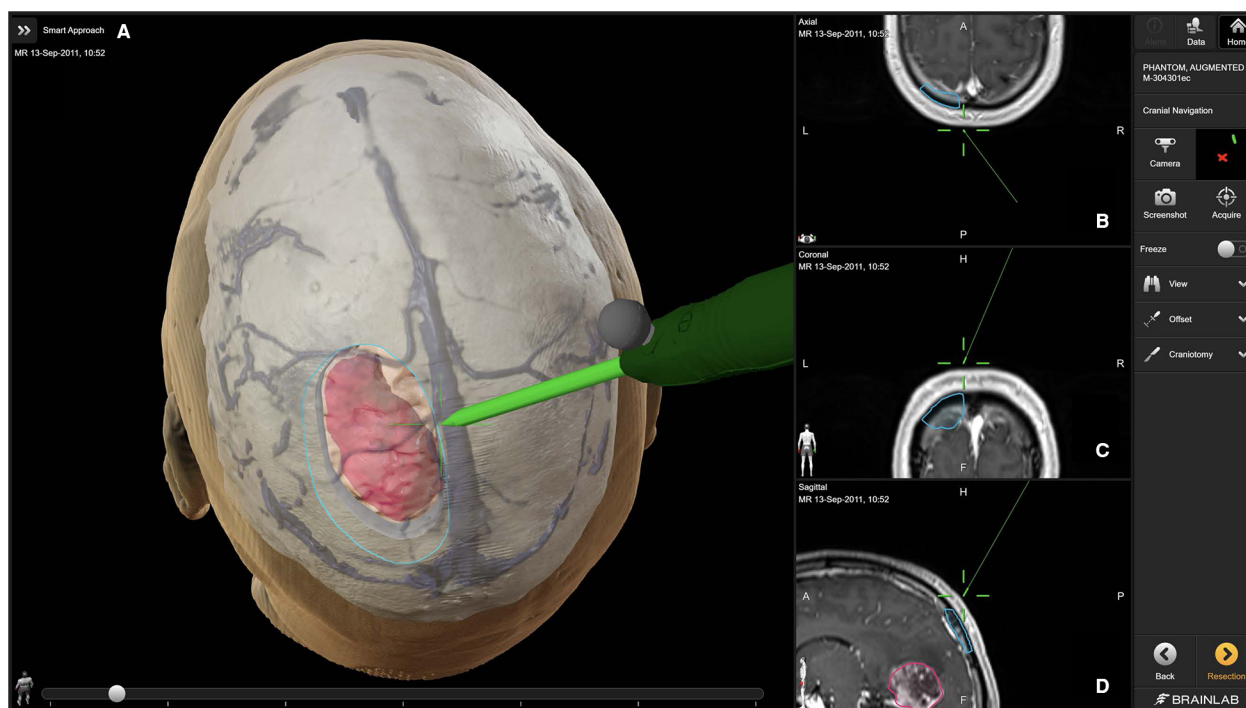 Smart Approach A
MR 13-Sep-2011, 10:52
Axial
MR 13-Sep-2011, 10:52
A
L
R
P
B
Coronal
MR 13-Sep-2011, 10:52
H
L
R
F
C
Sagittal
MR 13-Sep-2011, 10:52
H
A
P
F
D
Alerts
Data
Home
PHANTOM, AUGMENTED
M-304301ec
Cranial Navigation
Camera
Screenshot
Acquire
Freeze
View
Offset
Craniotomy
Back
Resection
BRAINLAB